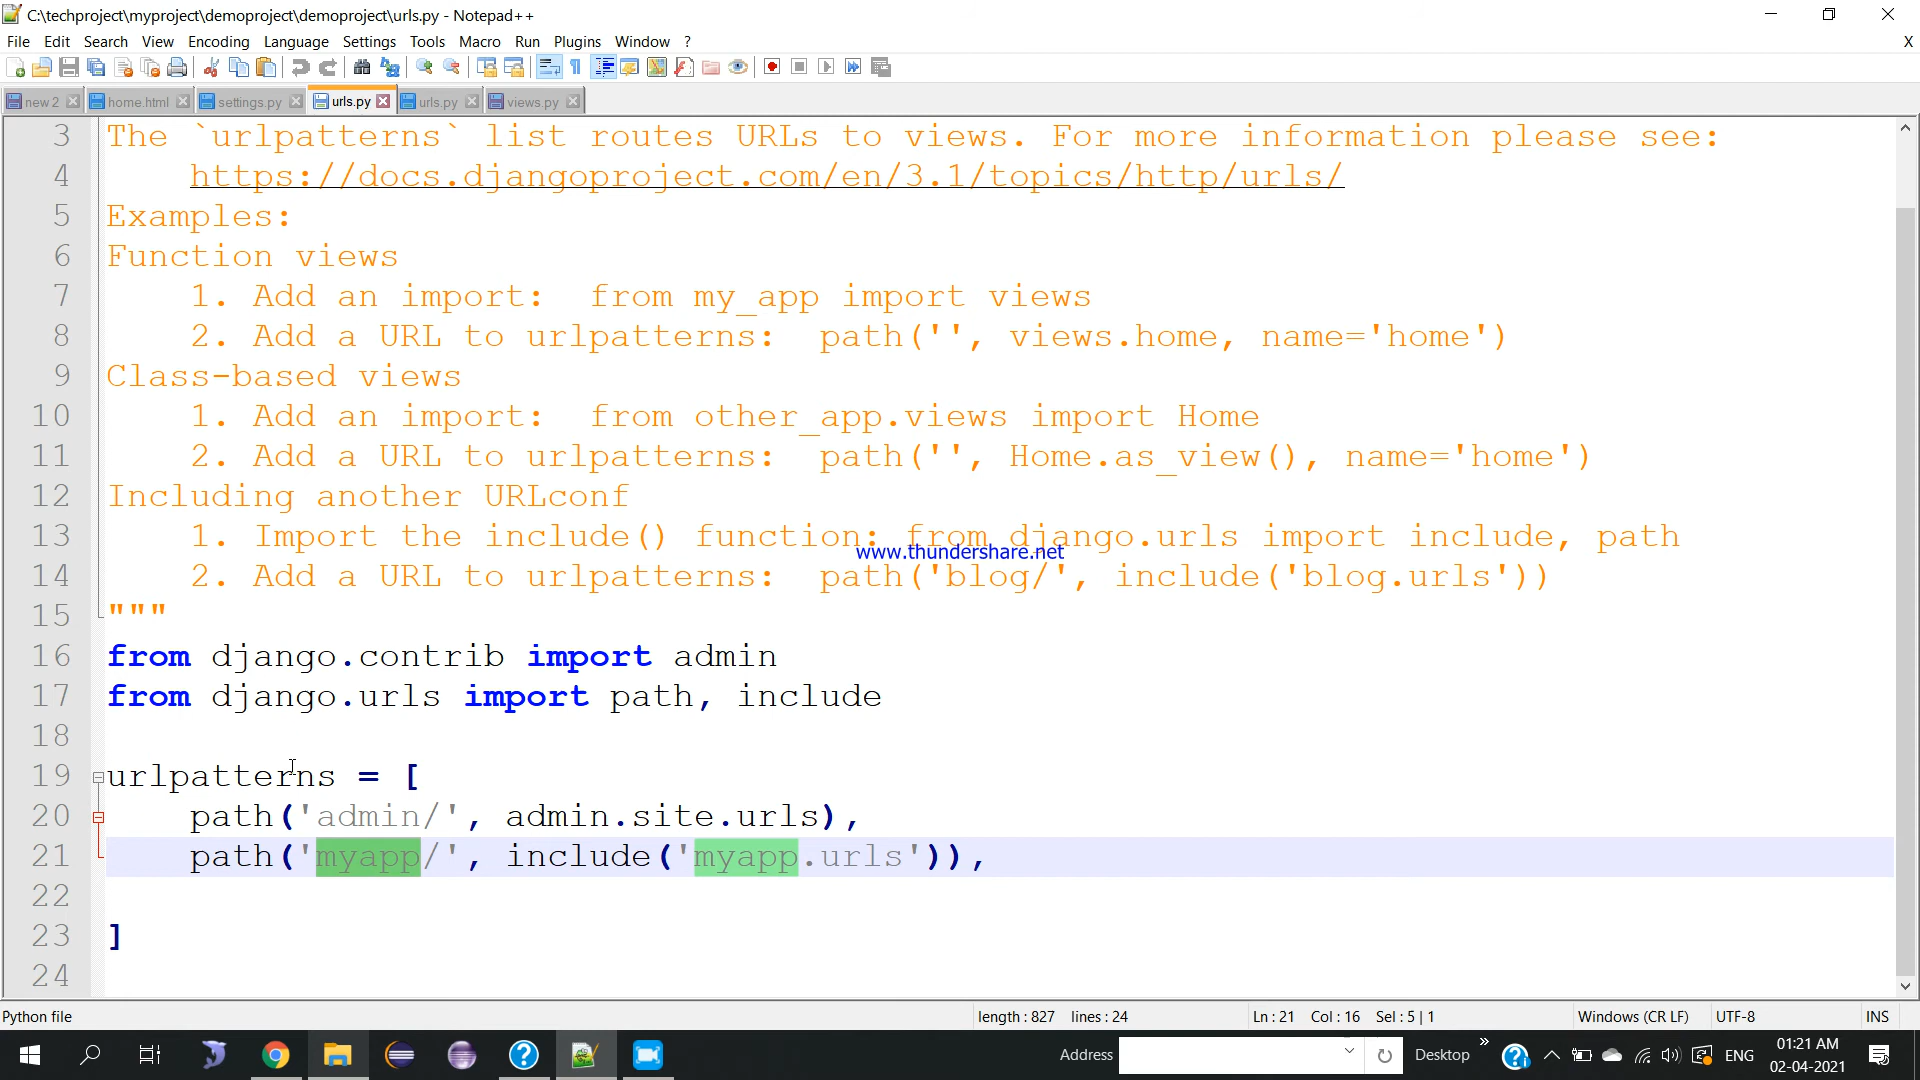 C:\techproject\myproject\demoproject\demoproject\urls.py - Notepad++
File Edit Search View Encoding Language Settings Tools Macro Run Plugins Window ? X
new 2 home.html settings.py urls.py urls.py views.py
3 The `urlpatterns` list routes URLs to views. For more information please see:
4     https://docs.djangoproject.com/en/3.1/topics/http/urls/
5 Examples:
6 Function views
7     1. Add an import:  from my_app import views
8     2. Add a URL to urlpatterns:  path('', views.home, name='home')
9 Class-based views
10     1. Add an import:  from other_app.views import Home
11     2. Add a URL to urlpatterns:  path('', Home.as_view(), name='home')
12 Including another URLconf
13     1. Import the include() function: from django.urls import include, path
www.thundershare.net
14     2. Add a URL to urlpatterns:  path('blog/', include('blog.urls'))
15 """
16 from django.contrib import admin
17 from django.urls import path, include
18
19 urlpatterns = [
20     path('admin/', admin.site.urls),
21     path('myapp/', include('myapp.urls')),
22
23 ]
24
Python file length : 827 lines : 24 Ln : 21 Col : 16 Sel : 5 | 1 Windows (CR LF) UTF-8 INS
Address Desktop » ENG 01:21 AM
02-04-2021